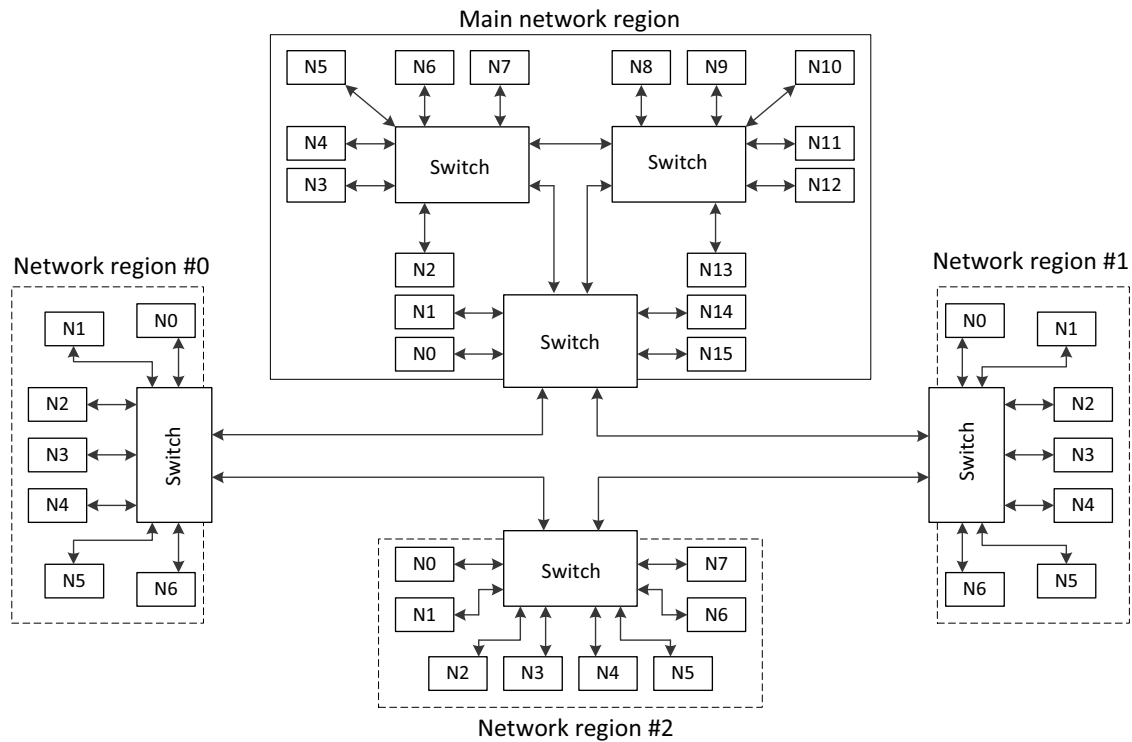 Main network region
N5
N6
N7
N8
N9
N10
N4
N3
Switch
Switch
N11
N12
N2
N13
N1
N0
Switch
N14
N15
Network region #0
N1
N0
N2
N3
N4
Switch
N5
N6
Network region #1
N0
N1
Switch
N2
N3
N4
N6
N5
N0
N1
Switch
N7
N6
N2
N3
N4
N5
Network region #2